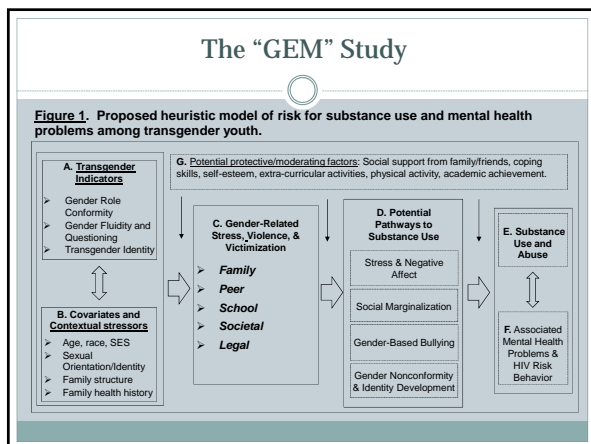 The “GEM” Study
Figure 1. Proposed heuristic model of risk for substance use and mental health
problems among transgender youth.
A. Transgender
Indicators
➢ Gender Role
Conformity
➢ Gender Fluidity and
Questioning
➢ Transgender Identity
B. Covariates and
Contextual stressors
➢ Age, race, SES
➢ Sexual
Orientation/Identity
➢ Family structure
➢ Family health history
G. Potential protective/moderating factors: Social support from family/friends, coping
skills, self-esteem, extra-curricular activities, physical activity, academic achievement.
C. Gender-Related
Stress, Violence, &
Victimization
➢ Family
➢ Peer
➢ School
➢ Societal
➢ Legal
D. Potential
Pathways to
Substance Use
Stress & Negative
Affect
Social Marginalization
Gender-Based Bullying
Gender Nonconformity
& Identity Development
E. Substance
Use and
Abuse
F. Associated
Mental Health
Problems &
HIV Risk
Behavior